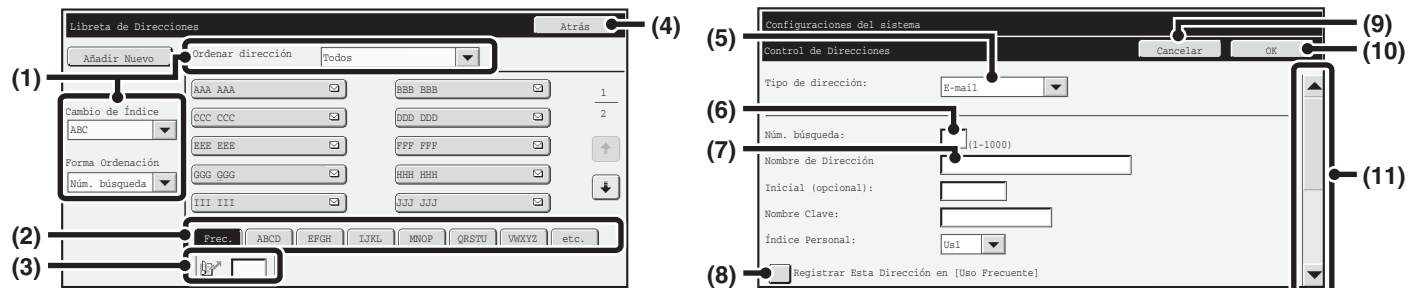 Libreta de Direcciones
Atrás
(4)
Añadir Nuevo
Ordenar dirección
Todos
(1)
Cambio de Índice
ABC
Forma Ordenación
Núm. búsqueda
AAA AAA
BBB BBB
CCC CCC
DDD DDD
EEE EEE
FFF FFF
GGG GGG
HHH HHH
III III
JJJ JJJ
1
2
(2)
Frec.
ABCD
EFGH
IJKL
MNOP
QRSTU
VWXYZ
etc.
(3)
Configuraciones del sistema
(9)
(5)
Control de Direcciones
Cancelar
OK
(10)
Tipo de dirección:
E-mail
(6)
Núm. búsqueda:
(1-1000)
(7)
Nombre de Dirección
Inicial (opcional):
(11)
Nombre Clave:
Índice Personal:
Us1
(8)
Registrar Esta Dirección en [Uso Frecuente]